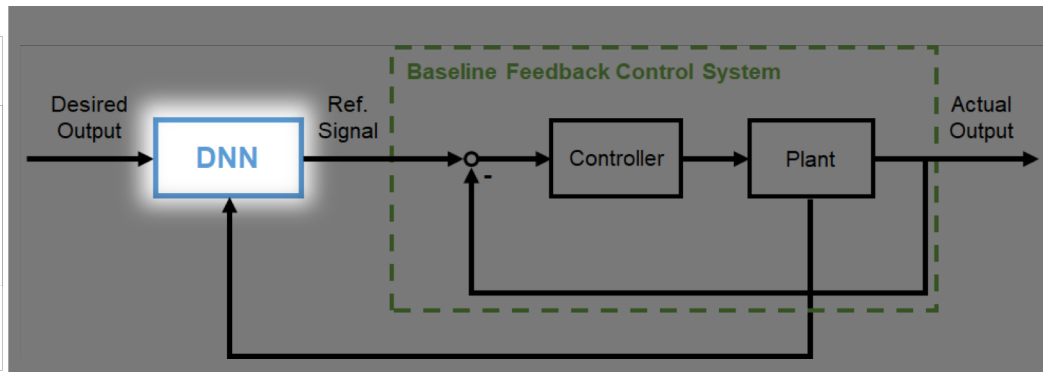 Baseline Feedback Control System
Desired
Output
DNN
Ref.
Signal
-
Controller
Plant
Actual
Output